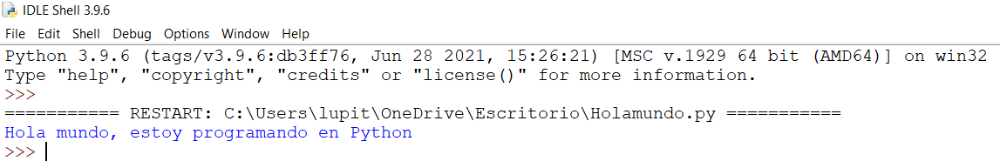 IDLE Shell 3.9.6
File Edit Shell Debug Options Window Help
Python 3.9.6 (tags/v3.9.6:db3ff76, Jun 28 2021, 15:26:21) [MSC v.1929 64 bit (AMD64)] on win32
Type "help", "copyright", "credits" or "license()" for more information.
>>>
=========== RESTART: C:\Users\lupit\OneDrive\Escritorio\Holamundo.py ===========
Hola mundo, estoy programando en Python
>>>